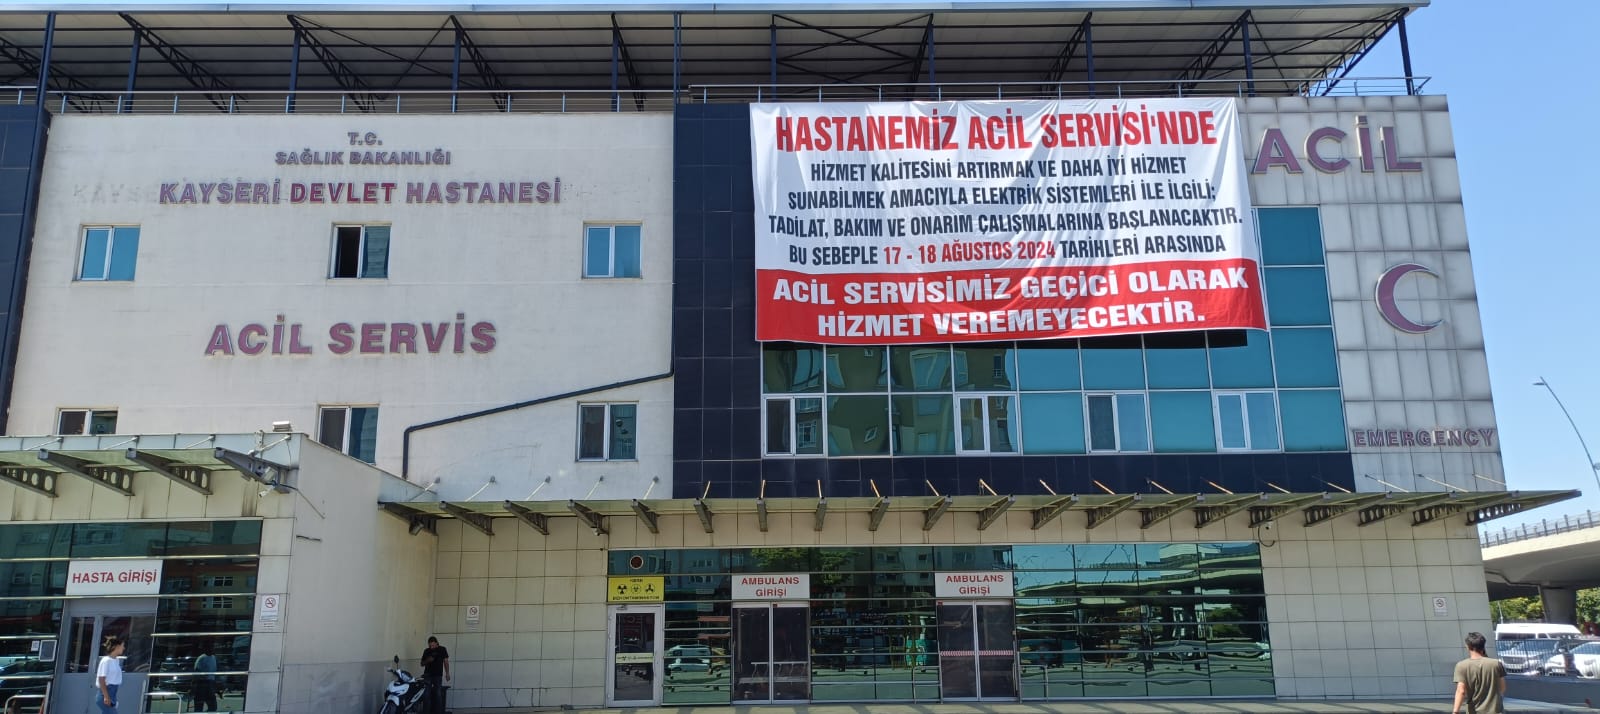 T.C.
SAĞLIK BAKANLIĞI
KAYSERİ DEVLET HASTANESİ
ACİL SERVİS
HASTANEMİZ ACİL SERVİSİ'NDE
HİZMET KALİTESİNİ ARTIRMAK VE DAHA İYİ HİZMET
SUNABİLMEK AMACIYLA ELEKTRİK SİSTEMLERİ İLE İLGİLİ;
TADİLAT, BAKIM VE ONARIM ÇALIŞMALARINA BAŞLANACAKTIR.
BU SEBEPLE 17 - 18 AĞUSTOS 2024 TARİHLERİ ARASINDA
ACİL SERVİSİMİZ GEÇİCİ OLARAK
HİZMET VEREMEYECEKTİR.
ACİL
EMERGENCY
HASTA GİRİŞİ
AMBULANS
GİRİŞİ
AMBULANS
GİRİŞİ